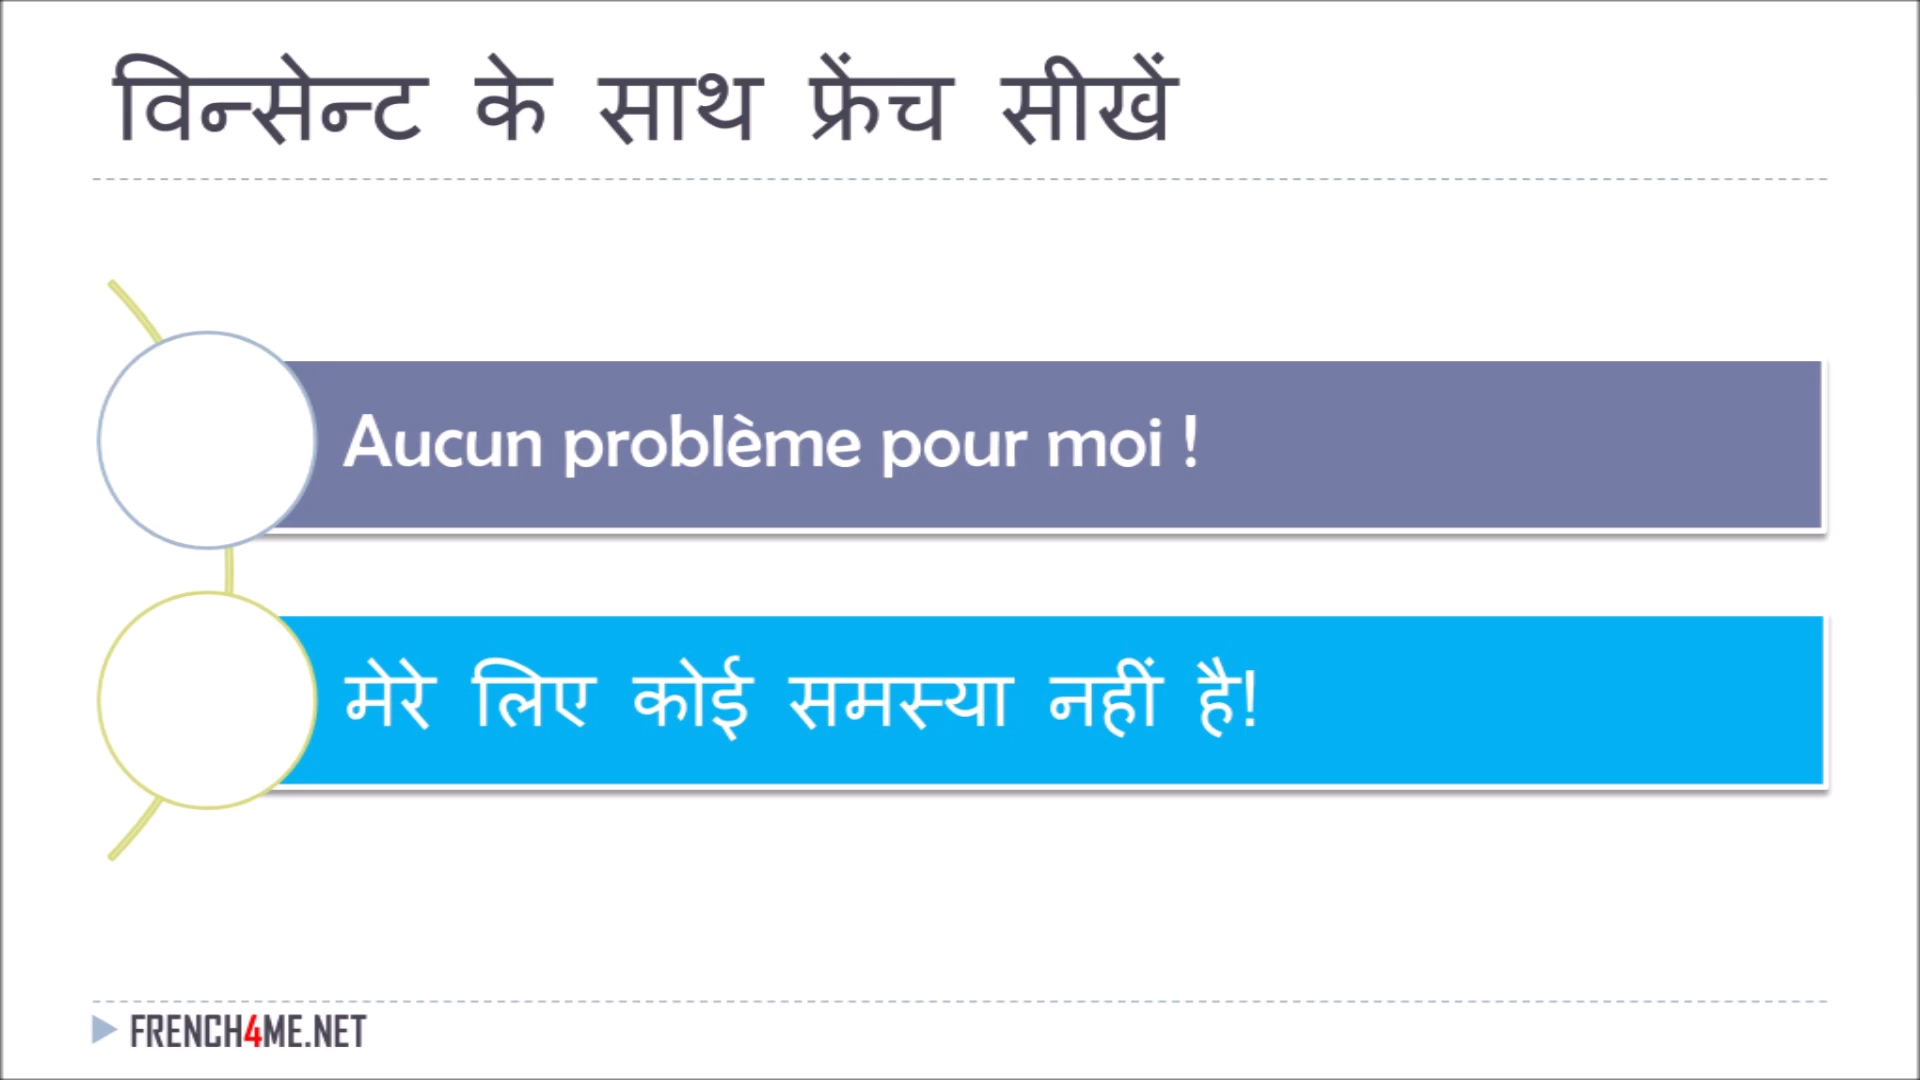 विन्सेन्ट के साथ फ्रेंच सीखें
Aucun problème pour moi !
मेरे लिए कोई समस्या नहीं है!
FRENCH4ME.NET